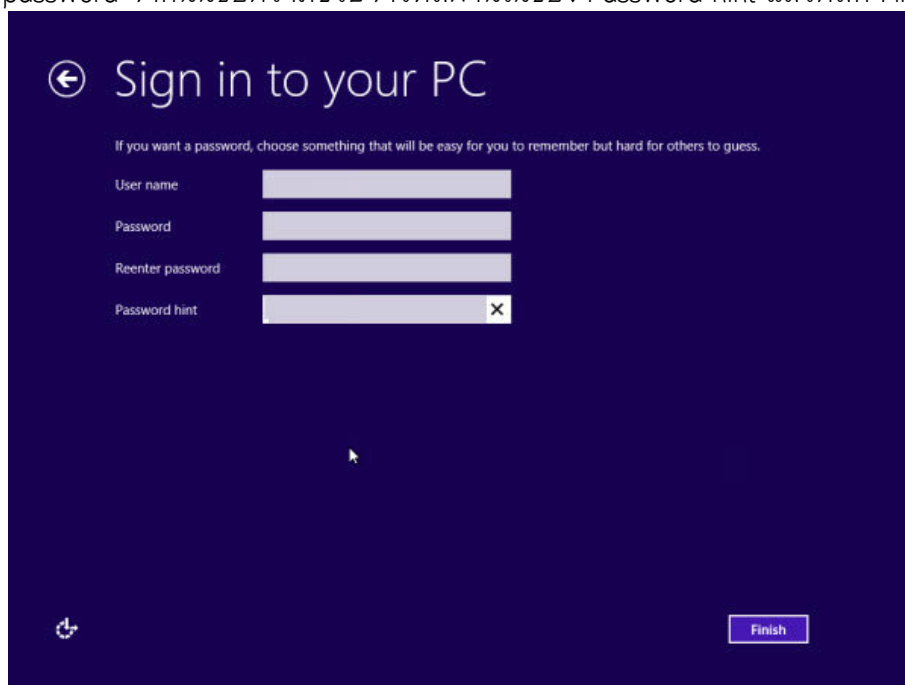 Sign in to your PC
If you want a password, choose something that will be easy for you to remember but hard for others to guess.
User name
Password
Reenter password
Password hint
Finish